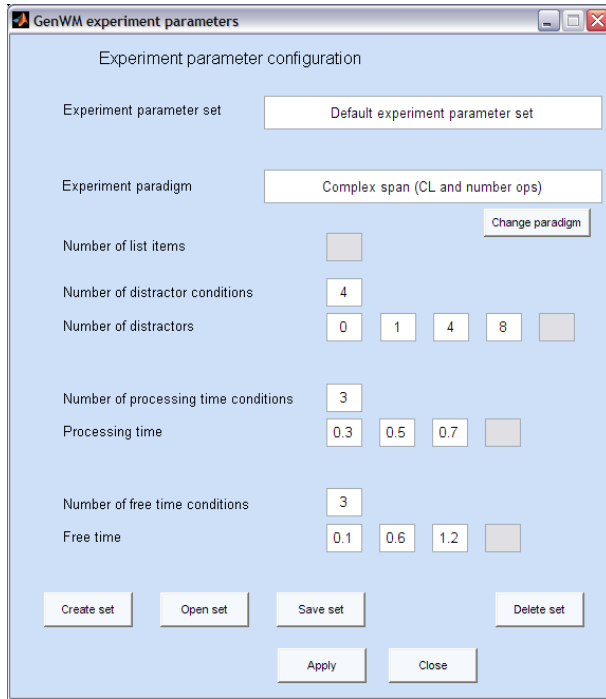 GenWM experiment parameters
Experiment parameter configuration
Experiment parameter set Default experiment parameter set
Experiment paradigm Complex span (CL and number ops)
Change paradigm
Number of list items
Number of distractor conditions 4
Number of distractors 0 1 4 8
Number of processing time conditions 3
Processing time 0.3 0.5 0.7
Number of free time conditions 3
Free time 0.1 0.6 1.2
Create set Open set Save set Delete set
Apply Close